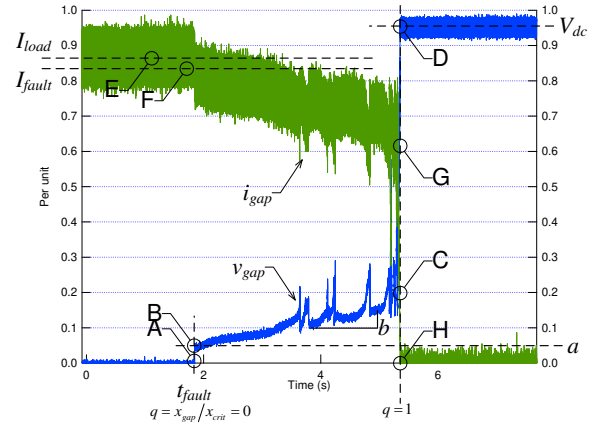 1.0
1.0
V_dc
I_load
0.9
D
0.9
I_fault
E
F
0.8
0.8
0.7
0.7
0.6
G
0.6
Per unit
0.5
i_gap
0.5
0.4
0.4
0.3
v_gap
C
0.3
0.2
0.2
B
0.1
b
0.1
A
H
a
0.0
0.0
0
2
4
6
t_fault
Time (s)
q = x_gap/x_crit = 0
q = 1